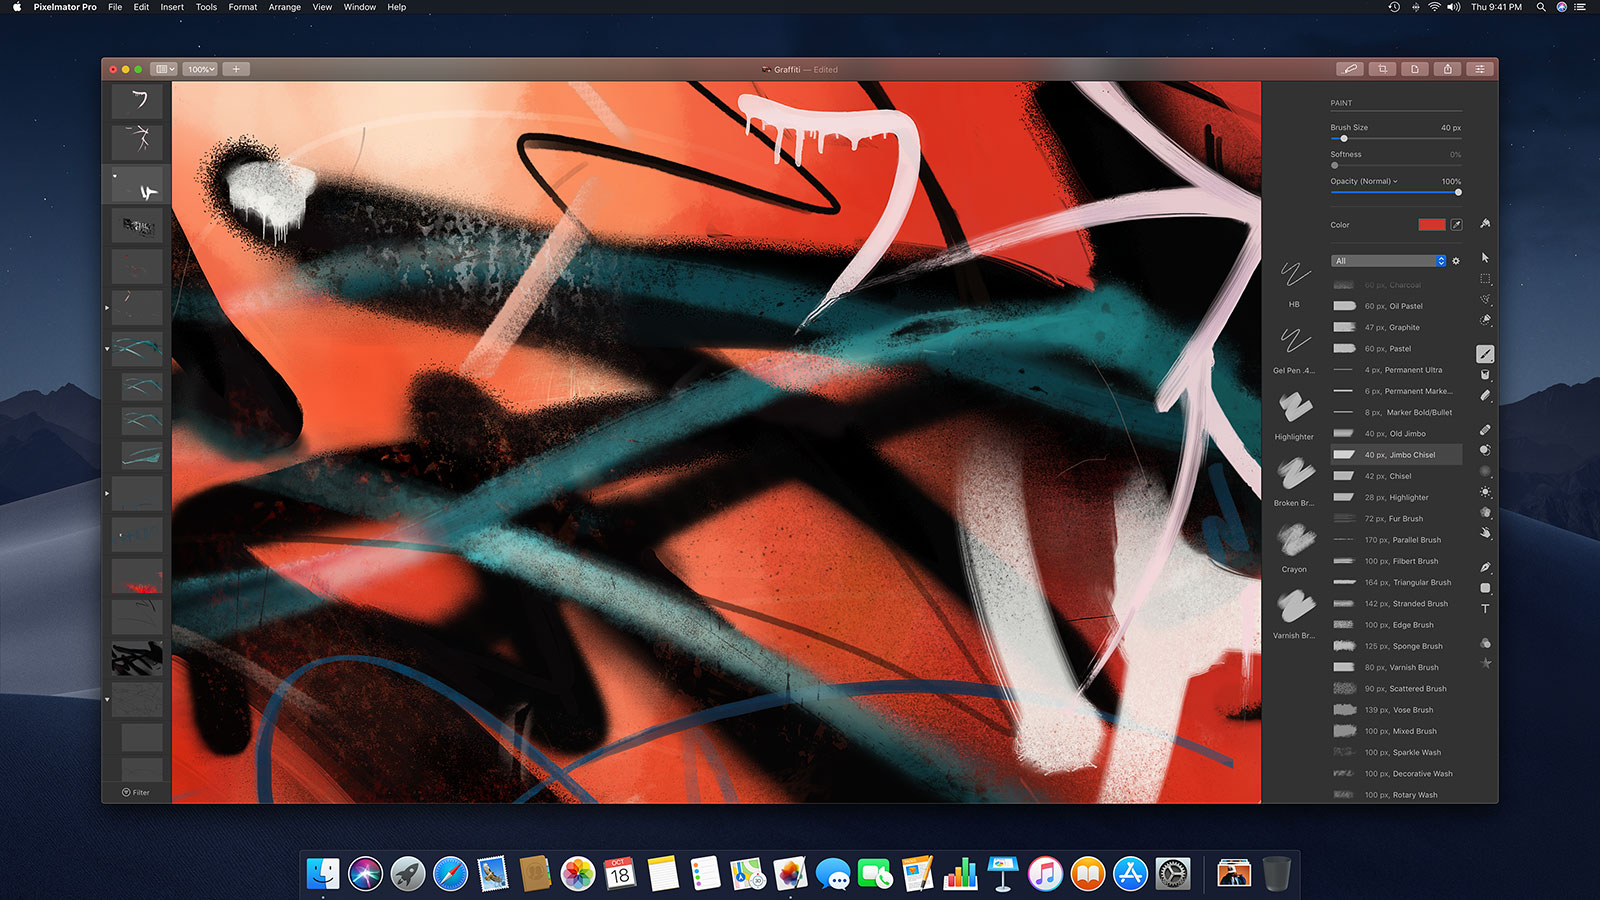 Pixelmator Pro File Edit Insert Tools Format Arrange View Window Help
Thu 9:41 PM
100%
Graffiti — Edited
PAINT
Brush Size 40 px
Softness 0%
Opacity (Normal) 100%
Color
All
HB
Gel Pen .4...
Highlighter
Broken Br...
Crayon
Varnish Br...
60 px, Charcoal
60 px, Oil Pastel
47 px, Graphite
60 px, Pastel
4 px, Permanent Ultra
6 px, Permanent Marke...
8 px, Marker Bold/Bullet
40 px, Old Jimbo
40 px, Jimbo Chisel
42 px, Chisel
28 px, Highlighter
72 px, Fur Brush
170 px, Parallel Brush
100 px, Filbert Brush
164 px, Triangular Brush
142 px, Stranded Brush
100 px, Edge Brush
125 px, Sponge Brush
80 px, Varnish Brush
90 px, Scattered Brush
139 px, Vose Brush
100 px, Mixed Brush
100 px, Sparkle Wash
100 px, Decorative Wash
100 px, Rotary Wash
Filter
OCT
18